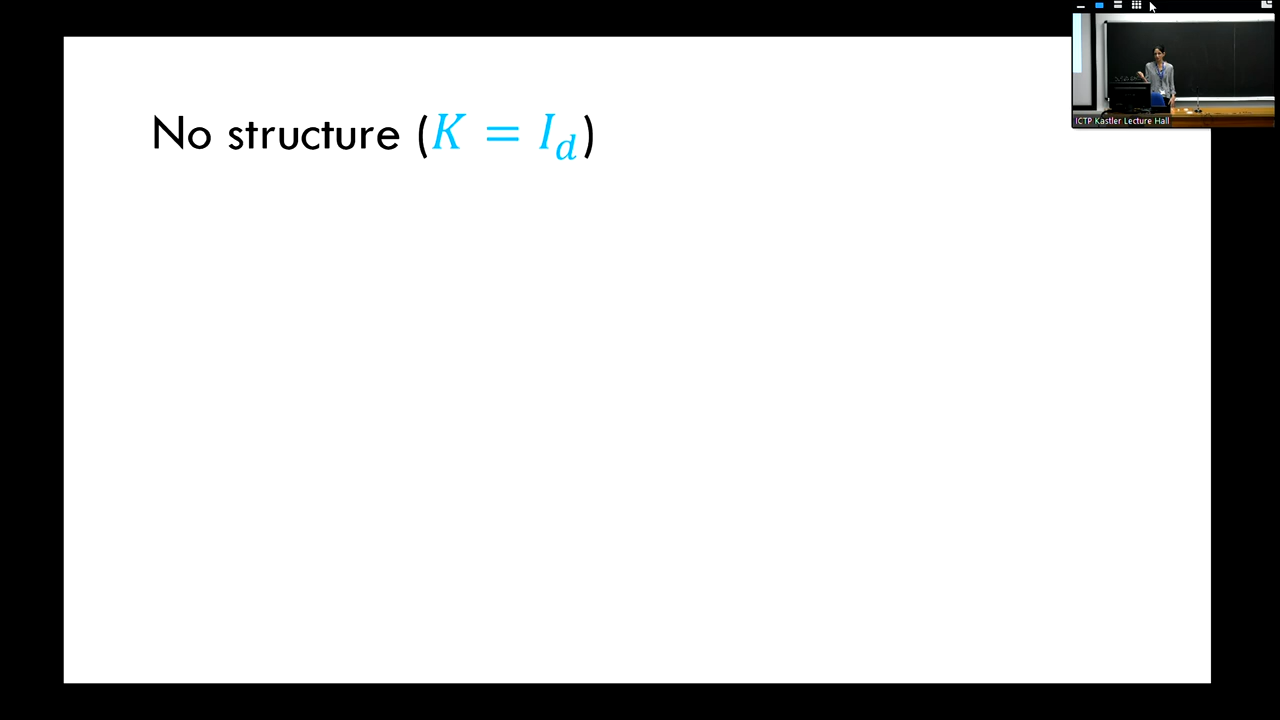 No structure (K = I_d)
ICTP Kastler Lecture Hall